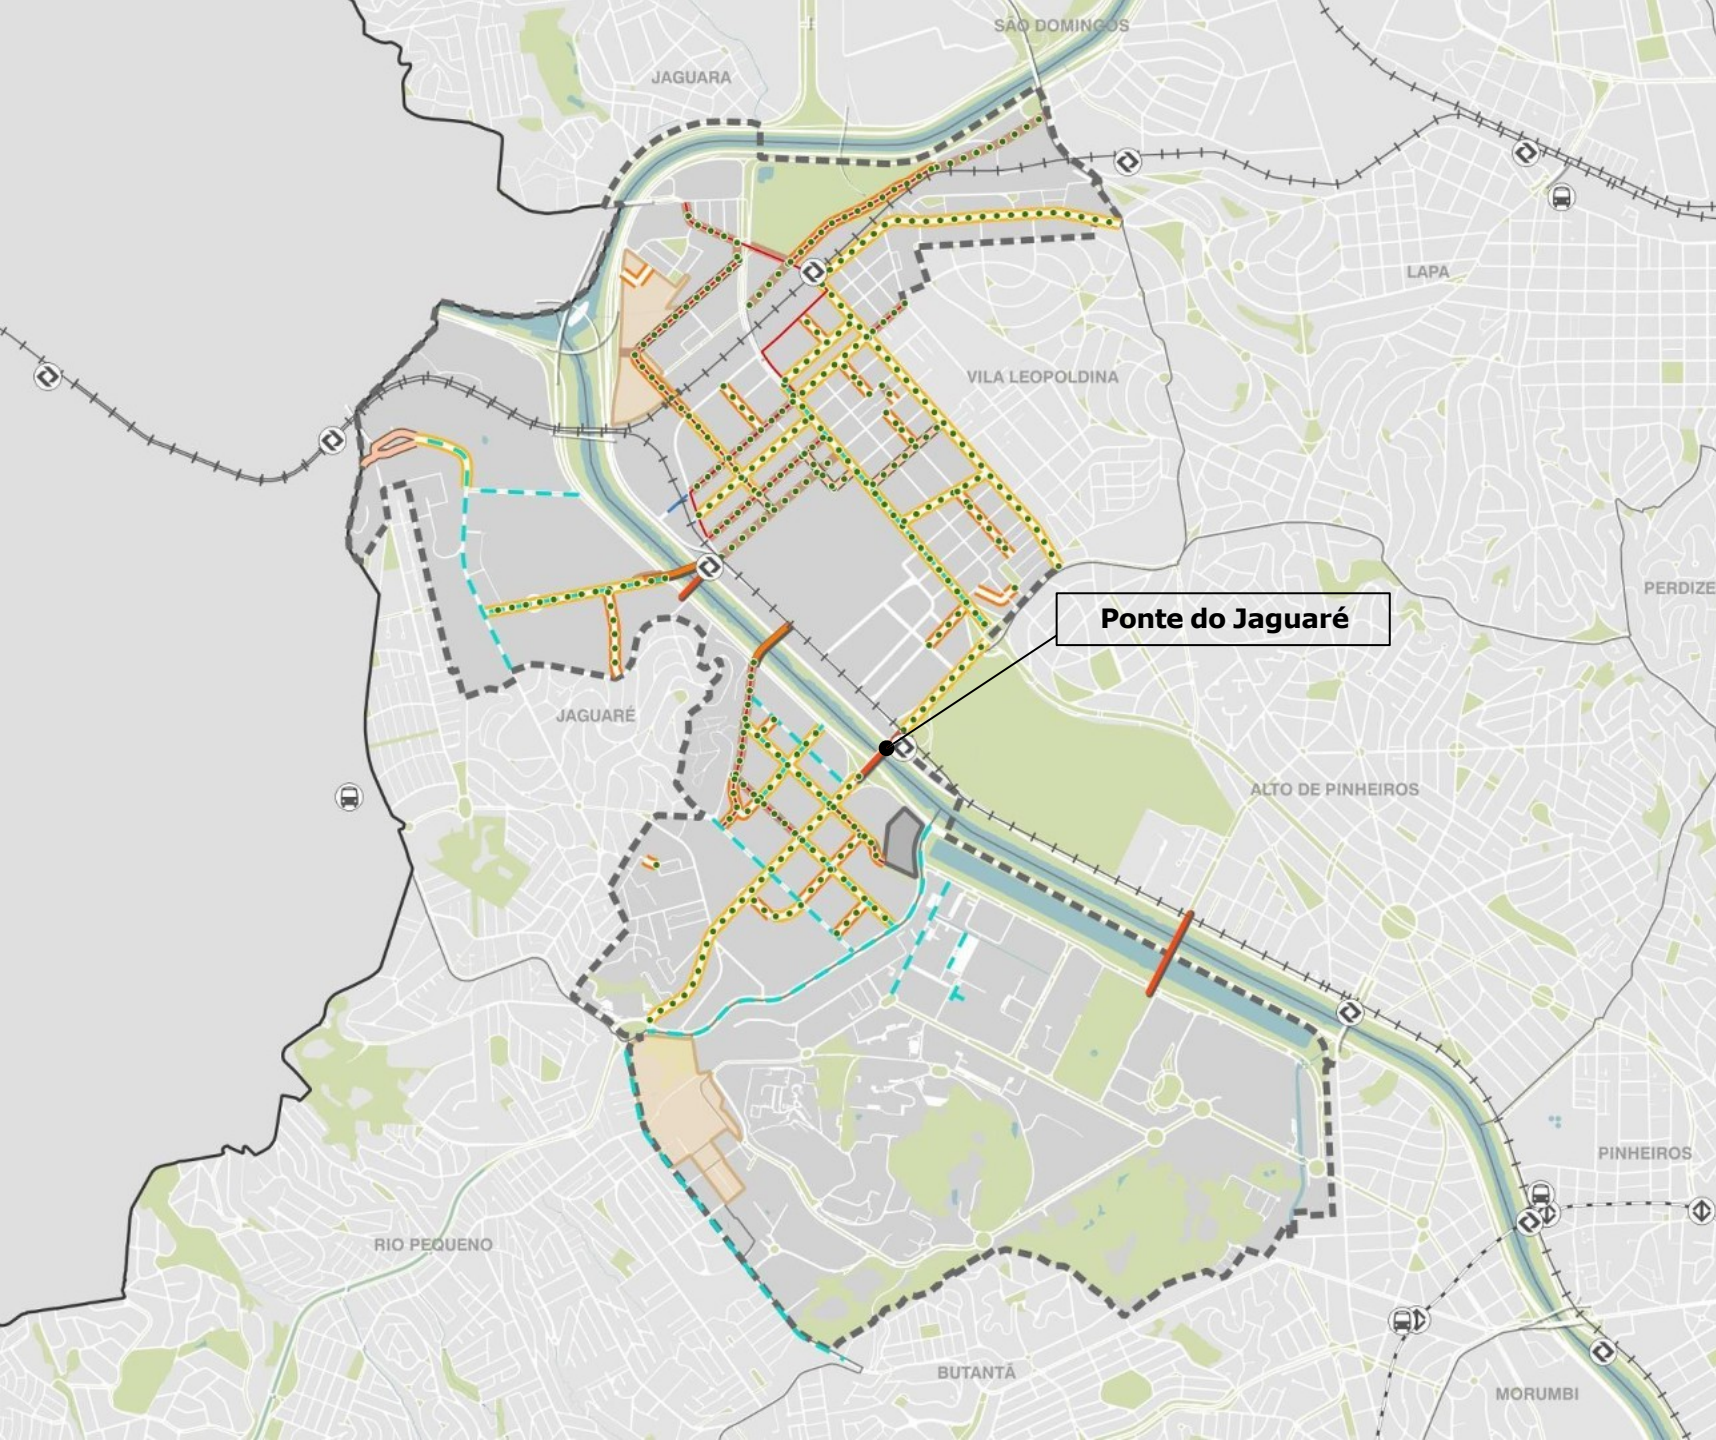 SÃO DOMINGOS
JAGUARA
LAPA
VILA LEOPOLDINA
PERDIZE
Ponte do Jaguaré
JAGUARÉ
ALTO DE PINHEIROS
PINHEIROS
RIO PEQUENO
BUTANTÃ
MORUMBI